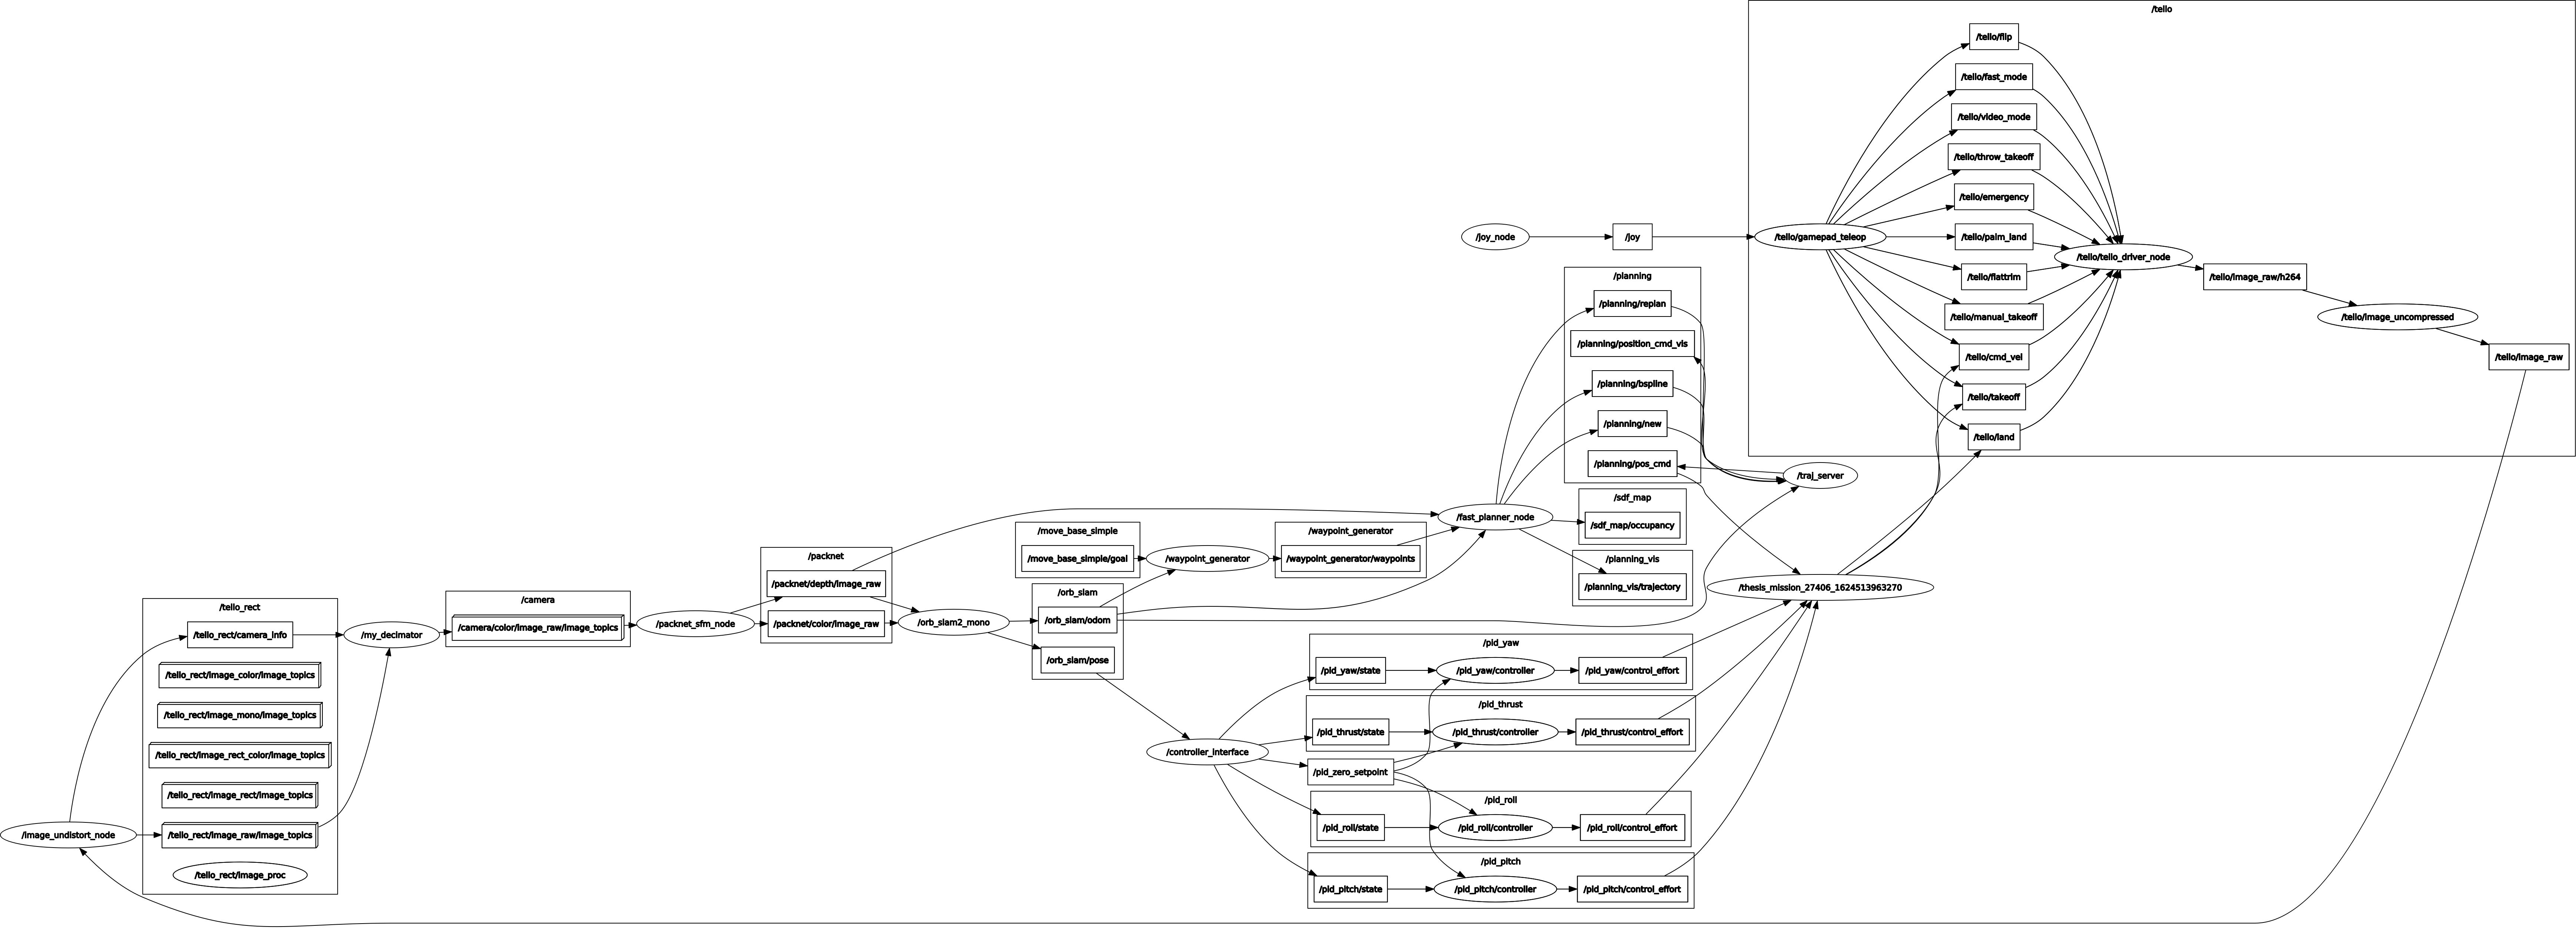 /tello
/tello/flip
/tello/fast_mode
/tello/video_mode
/tello/throw_takeoff
/tello/emergency
/joy_node
/joy
/tello/gamepad_teleop
/tello/palm_land
/tello/tello_driver_node
/tello/flattrim
/tello/image_raw/h264
/tello/manual_takeoff
/tello/image_uncompressed
/tello/cmd_vel
/tello/image_raw
/tello/takeoff
/tello/land
/planning
/planning/replan
/planning/position_cmd_vis
/planning/bspline
/planning/new
/planning/pos_cmd
/traj_server
/sdf_map
/sdf_map/occupancy
/fast_planner_node
/planning_vis
/planning_vis/trajectory
/move_base_simple
/move_base_simple/goal
/waypoint_generator
/waypoint_generator
/waypoint_generator/waypoints
/thesis_mission_27406_1624513963270
/packnet
/packnet/depth/image_raw
/packnet/color/image_raw
/orb_slam2_mono
/orb_slam
/orb_slam/odom
/orb_slam/pose
/camera
/camera/color/image_raw/image_topics
/packnet_sfm_node
/tello_rect
/tello_rect/camera_info
/my_decimator
/tello_rect/image_color/image_topics
/tello_rect/image_mono/image_topics
/tello_rect/image_rect_color/image_topics
/tello_rect/image_rect/image_topics
/image_undistort_node
/tello_rect/image_raw/image_topics
/tello_rect/image_proc
/controller_interface
/pid_yaw
/pid_yaw/state
/pid_yaw/controller
/pid_yaw/control_effort
/pid_thrust
/pid_thrust/state
/pid_thrust/controller
/pid_thrust/control_effort
/pid_zero_setpoint
/pid_roll
/pid_roll/state
/pid_roll/controller
/pid_roll/control_effort
/pid_pitch
/pid_pitch/state
/pid_pitch/controller
/pid_pitch/control_effort